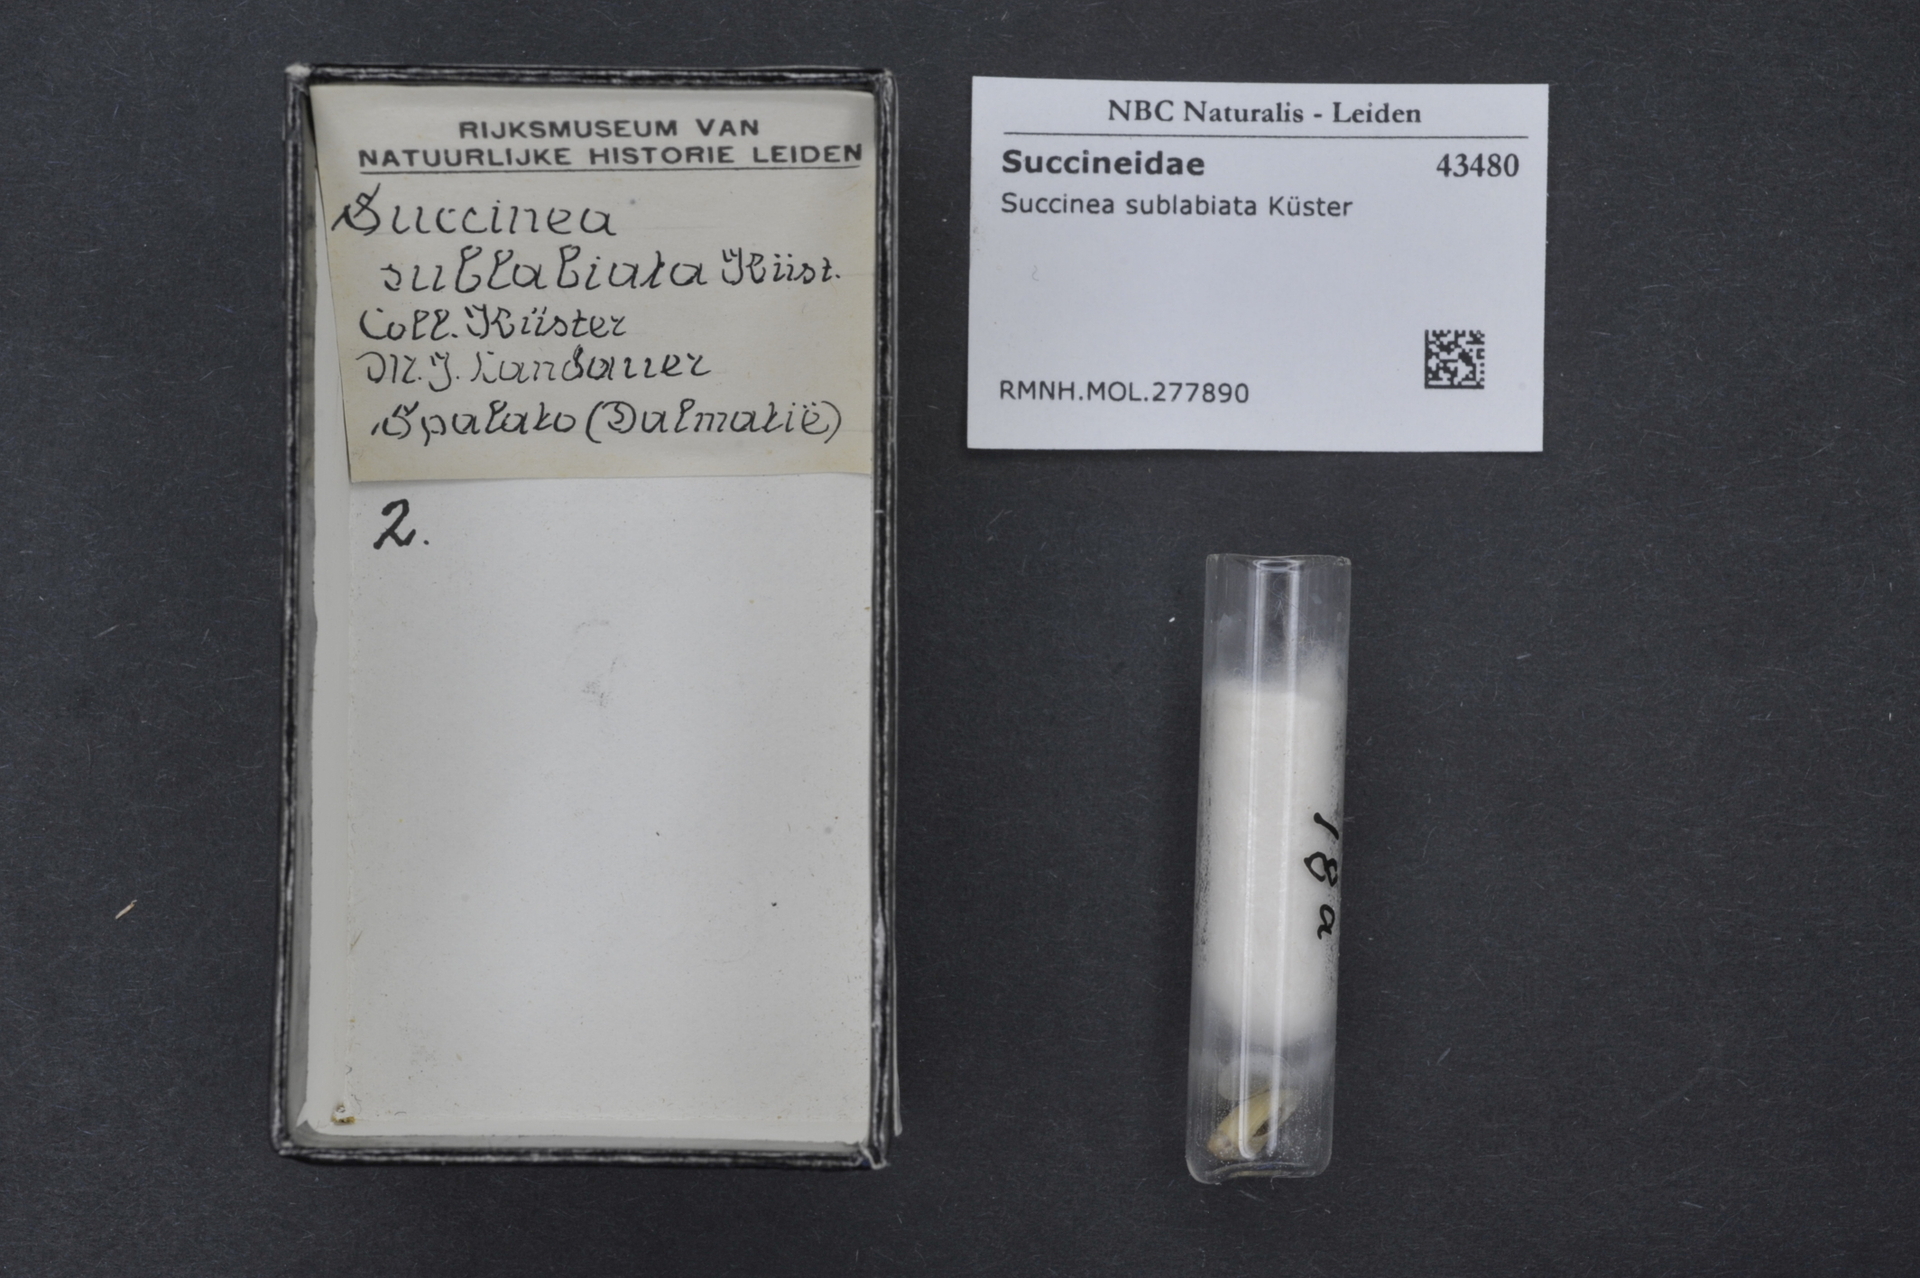 RIJKSMUSEUM VAN
NATUURLIJKE HISTORIE LEIDEN
Succinea
sublabiata Küst.
Coll. Küster
M. J. Landauer
Spalato (Dalmatië)
2.
NBC Naturalis - Leiden
Succineidae 43480
Succinea sublabiata Küster
RMNH.MOL.277890
18a